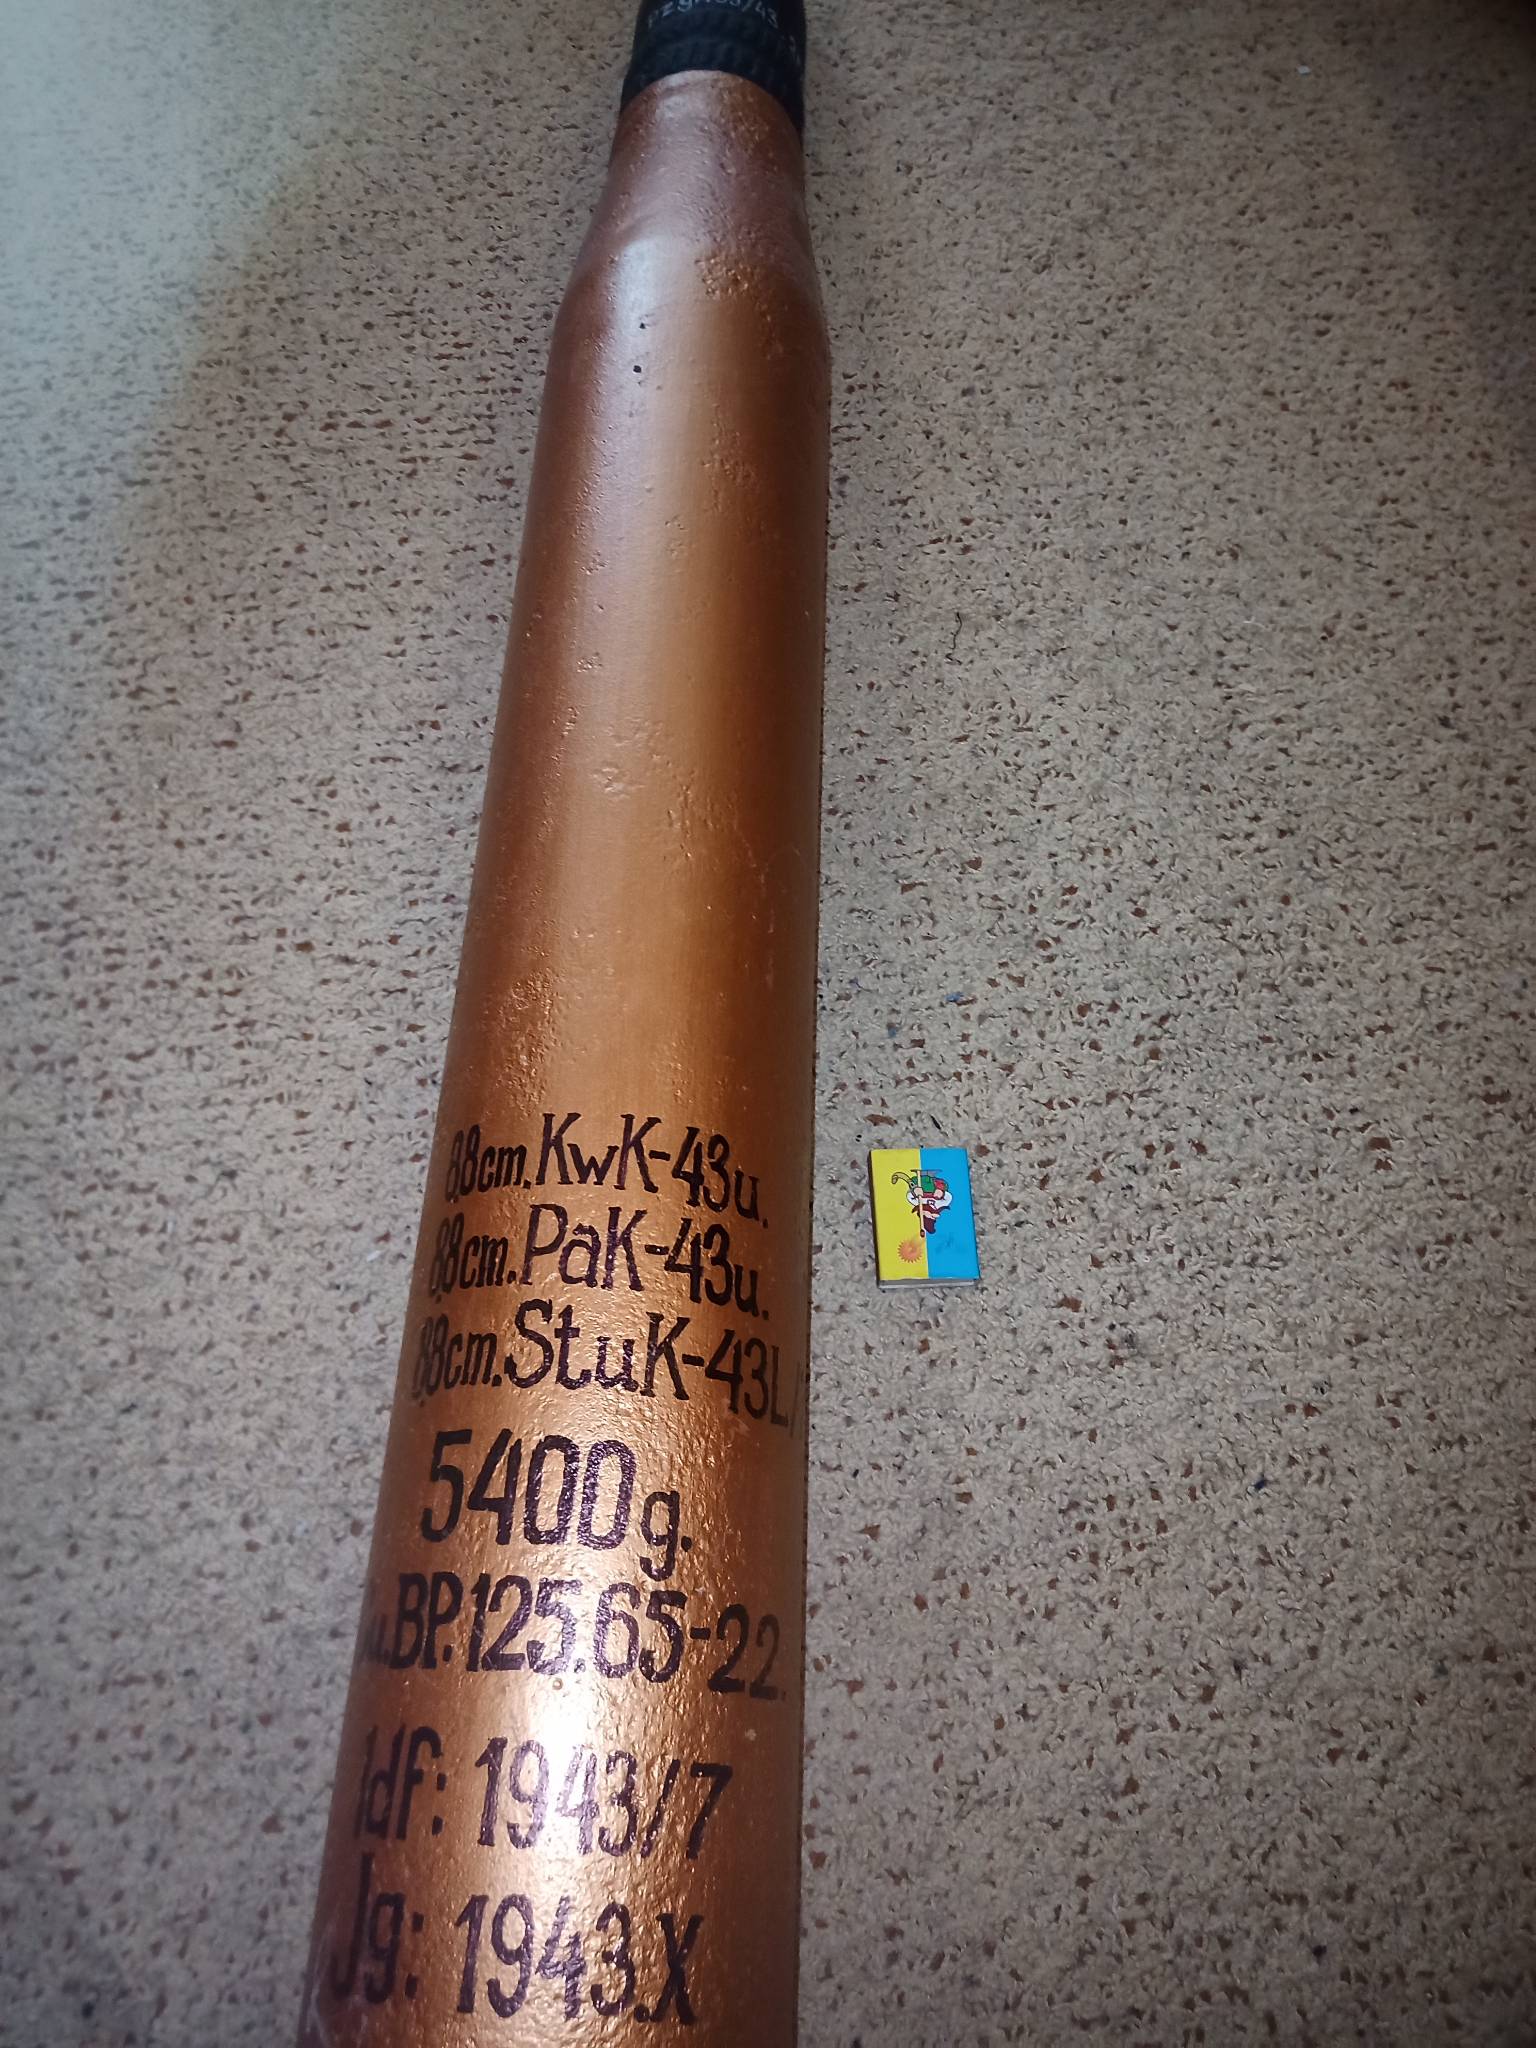 8,8cm.KwK-43u.
8,8cm.PaK-43u.
8,8cm.StuK-43L/
5400g.
u.BP.125.65-22.
Idf: 1943/7
Jg: 1943.X